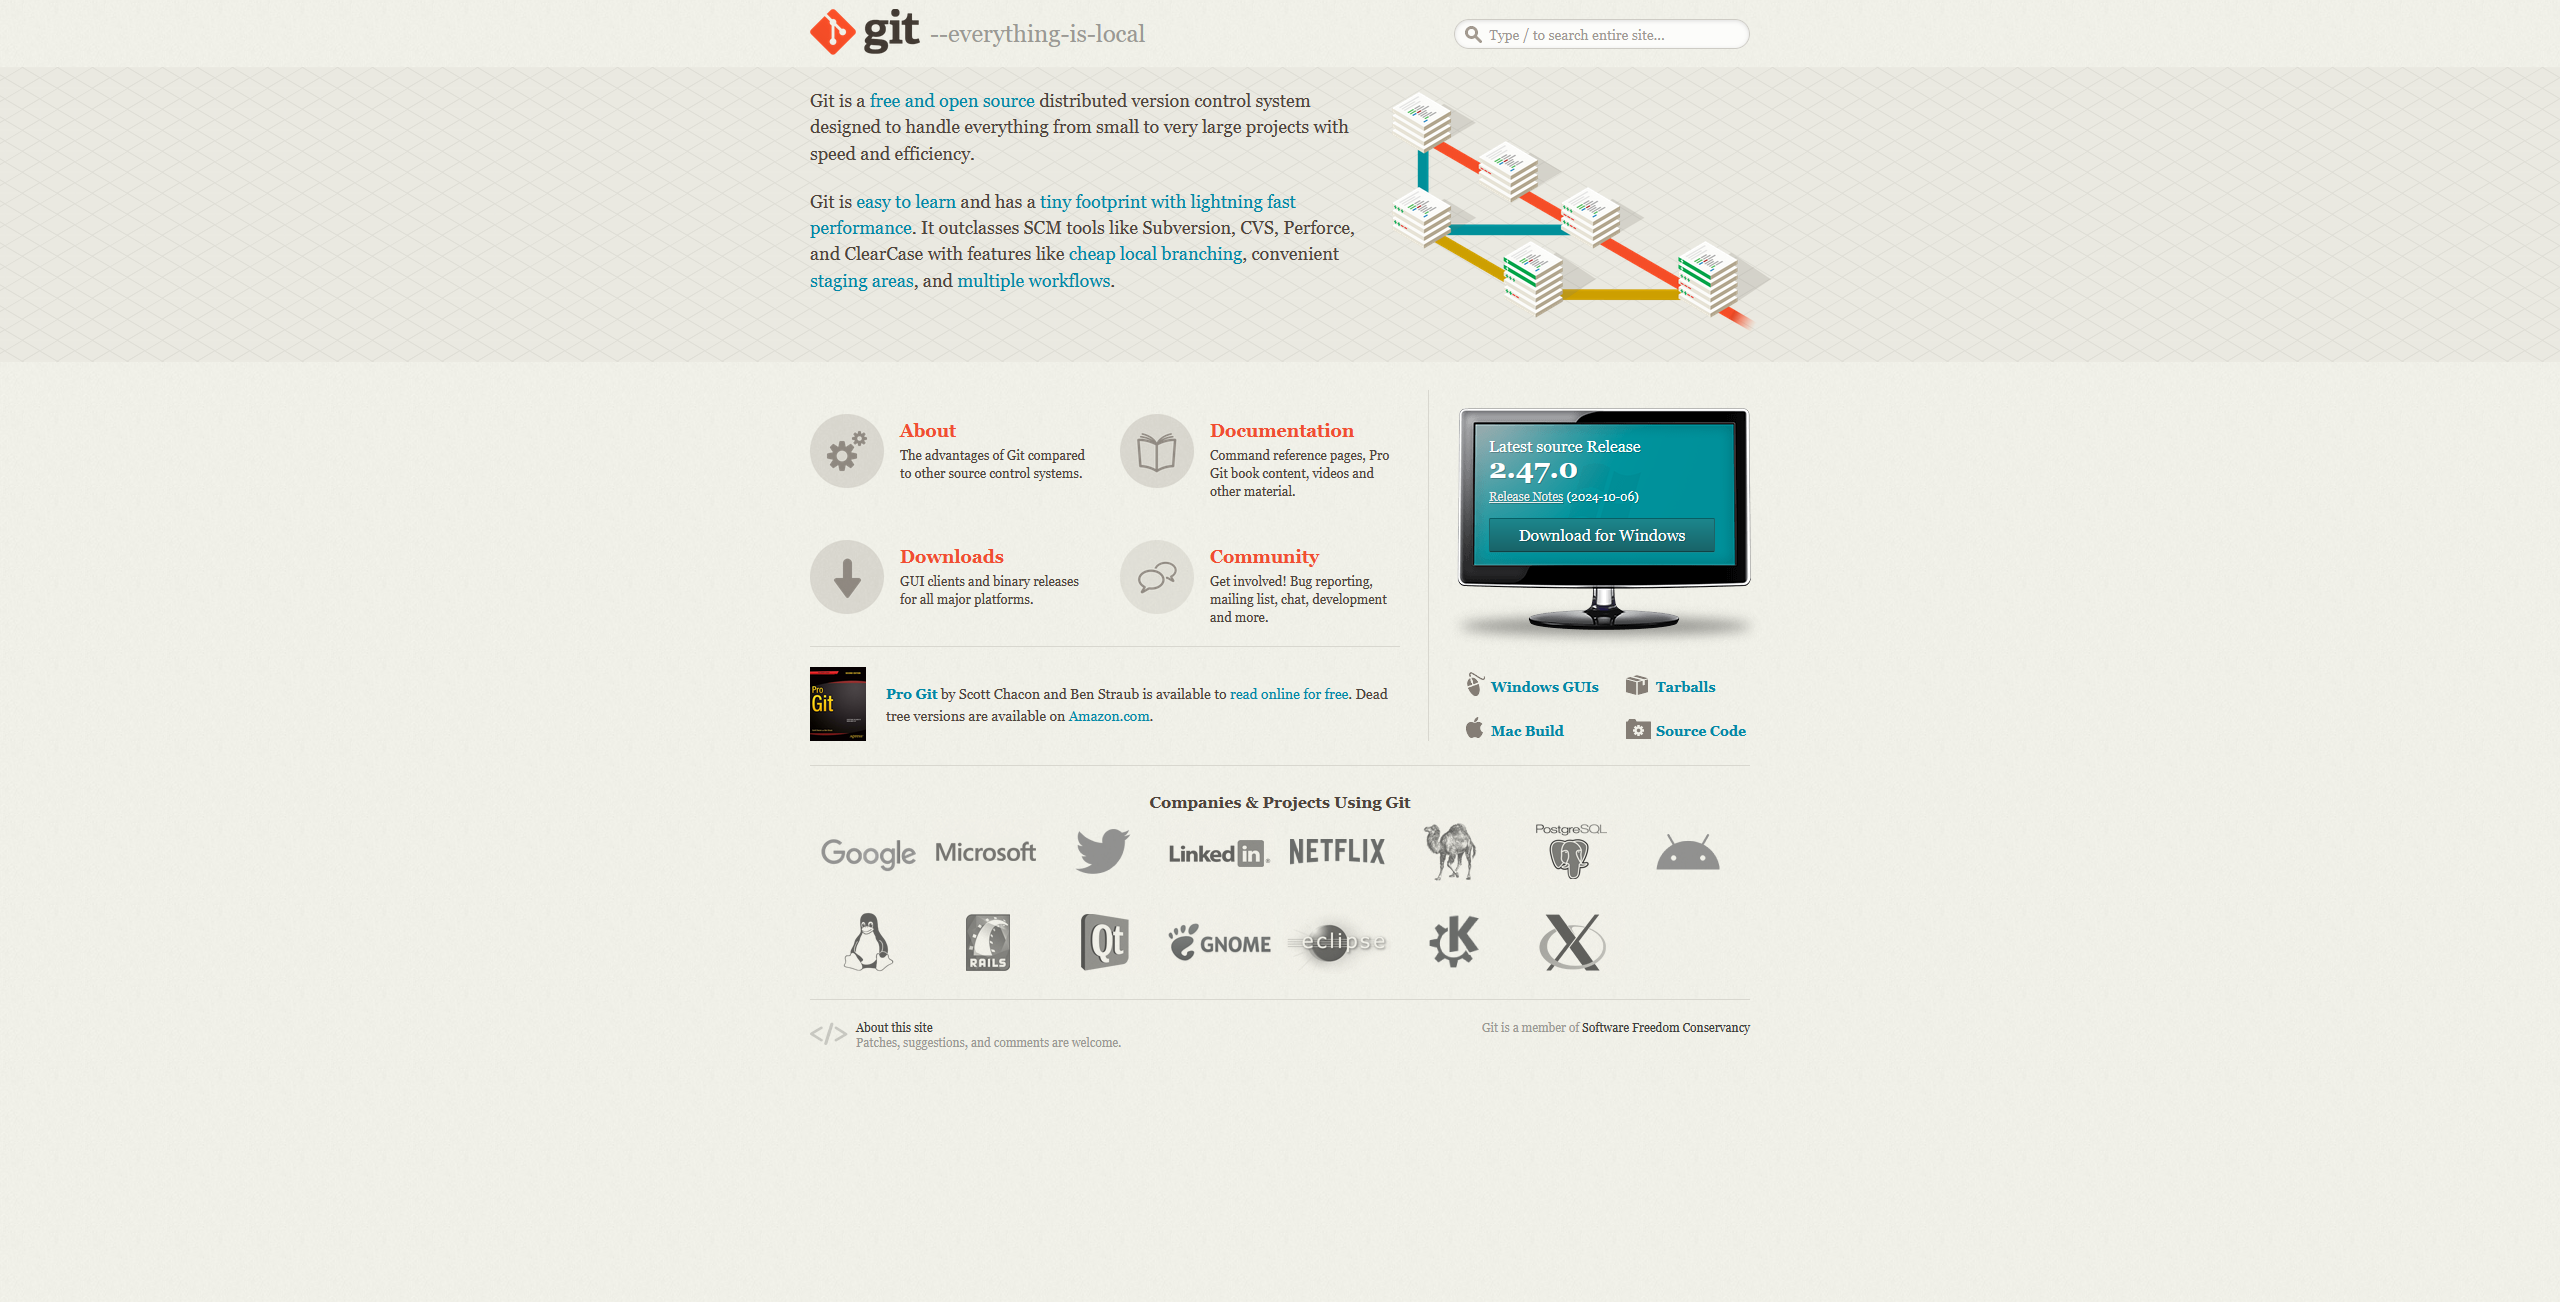 git --everything-is-local
Type / to search entire site...
Git is a free and open source distributed version control system
designed to handle everything from small to very large projects with
speed and efficiency.
Git is easy to learn and has a tiny footprint with lightning fast
performance. It outclasses SCM tools like Subversion, CVS, Perforce,
and ClearCase with features like cheap local branching, convenient
staging areas, and multiple workflows.
About
The advantages of Git compared
to other source control systems.
Documentation
Command reference pages, Pro
Git book content, videos and
other material.
Downloads
GUI clients and binary releases
for all major platforms.
Community
Get involved! Bug reporting,
mailing list, chat, development
and more.
Pro
Git
Pro Git by Scott Chacon and Ben Straub is available to read online for free. Dead
tree versions are available on Amazon.com.
Latest source Release
2.47.0
Release Notes (2024-10-06)
Download for Windows
Windows GUIs
Tarballs
Mac Build
Source Code
Companies & Projects Using Git
Google
Microsoft
Linked in
NETFLIX
PostgreSQL
RAILS
Qt
GNOME
eclipse
K
X
About this site
Patches, suggestions, and comments are welcome.
Git is a member of Software Freedom Conservancy